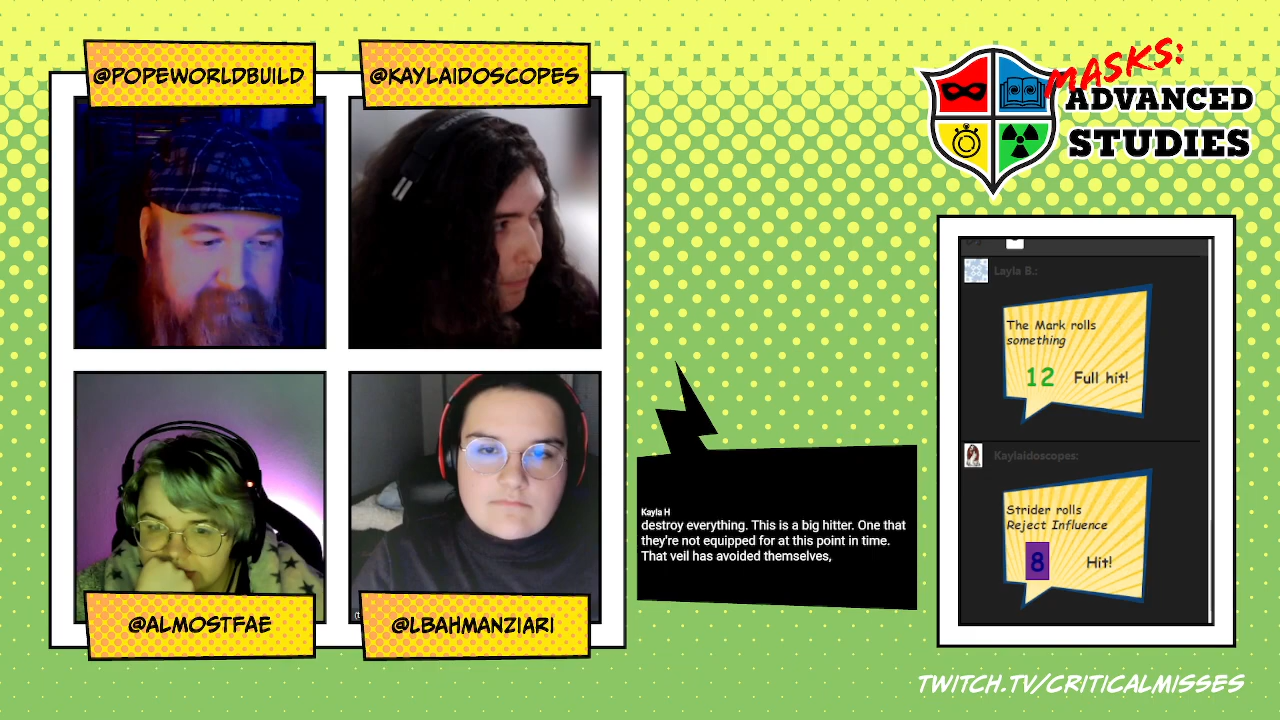 @POPEWORLDBUILD
@KAYLAIDOSCOPES
MASKS:
ADVANCED
STUDIES
Layla B.:
The Mark rolls
something
12 Full hit!
Kaylaidoscopes:
Strider rolls
Reject Influence
8 Hit!
Kayla H
destroy everything. This is a big hitter. One that
they're not equipped for at this point in time.
That veil has avoided themselves,
@ALMOSTFAE
@LBAHMANZIARI
TWITCH.TV/CRITICALMISSES